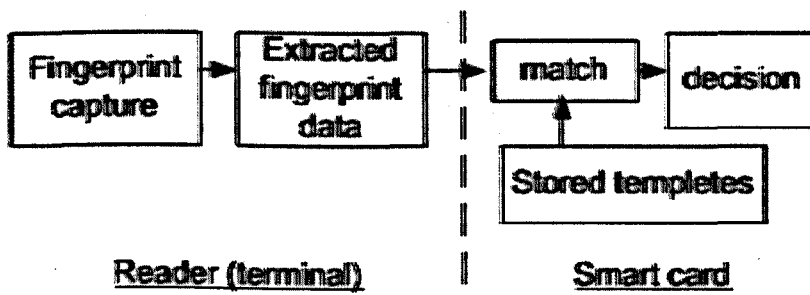 Fingerprint
capture
Extracted
fingerprint
data
match
decision
Stored templetes
Reader (terminal)
Smart card